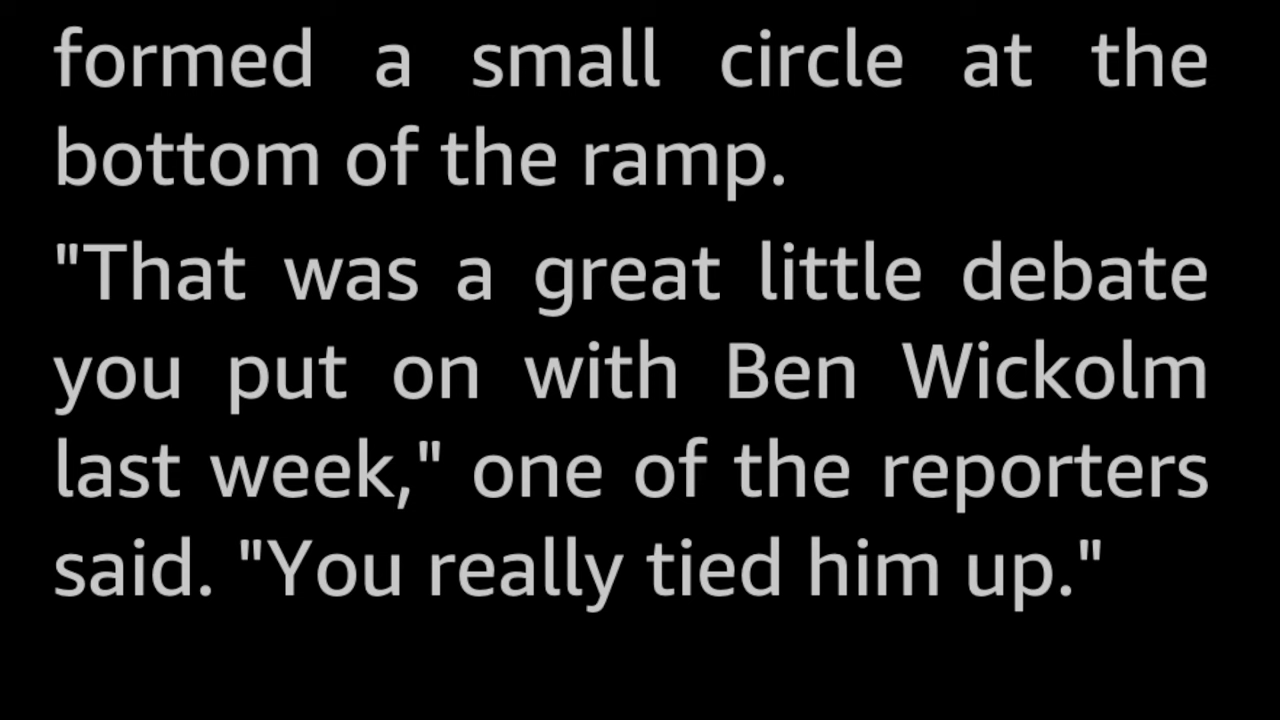 formed a small circle at the
bottom of the ramp.
"That was a great little debate
you put on with Ben Wickolm
last week," one of the reporters
said. "You really tied him up."